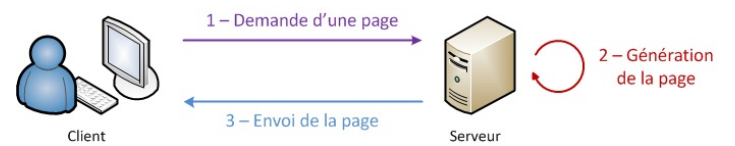 1 – Demande d’une page
2 – Génération
de la page
3 – Envoi de la page
Client
Serveur